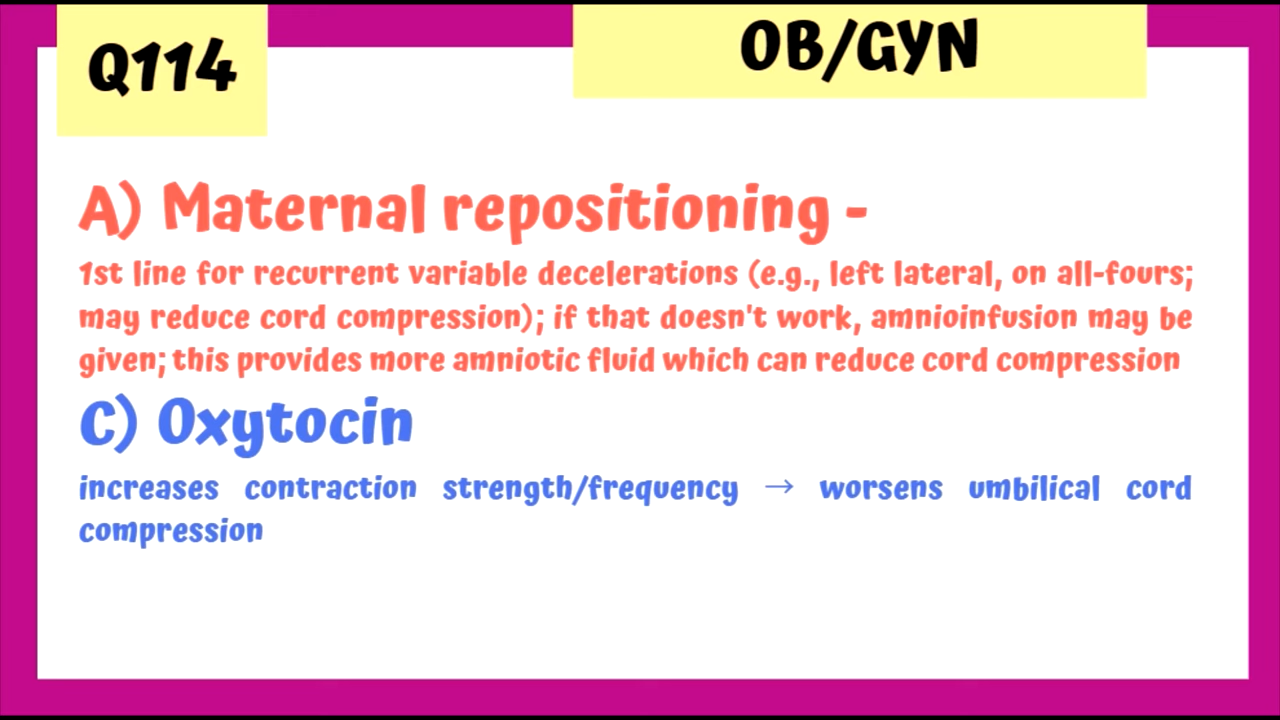 Q114
OB/GYN
A) Maternal repositioning -
1st line for recurrent variable decelerations (e.g., left lateral, on all-fours;
may reduce cord compression); if that doesn't work, amnioinfusion may be
given; this provides more amniotic fluid which can reduce cord compression
C) Oxytocin
increases contraction strength/frequency → worsens umbilical cord
compression